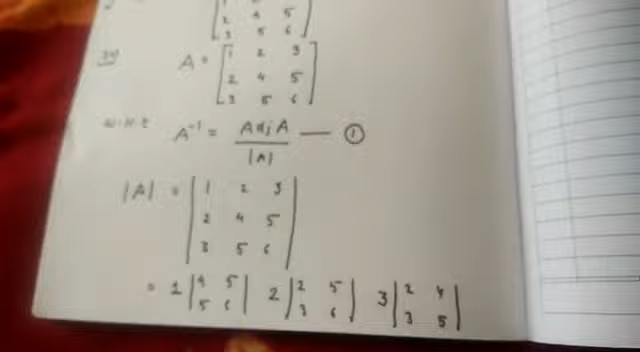 1
2 4 5
3 5 6
A = 1 2 3
2 4 5
3 5 6
w.k.t A⁻¹ = Adj A / |A| — ①
|A| = 1 2 3
2 4 5
3 5 6
= 1 |4 5| 2 |2 5| 3 |2 4|
|5 6| |3 6| |3 5|